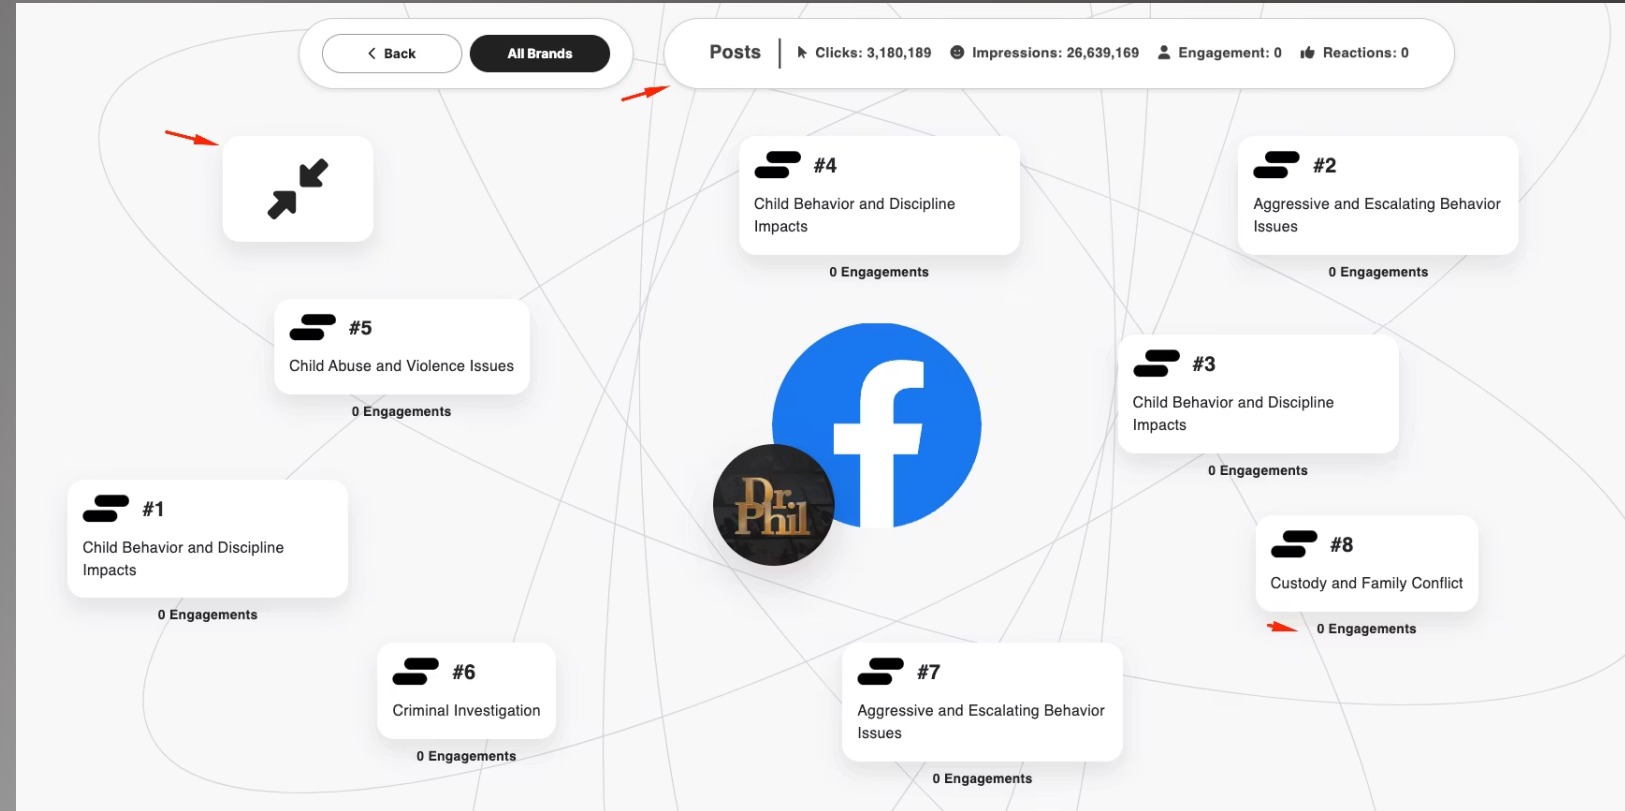 Back
All Brands
Posts
Clicks: 3,180,189
Impressions: 26,639,169
Engagement: 0
Reactions: 0
#4
Child Behavior and Discipline
Impacts
0 Engagements
#2
Aggressive and Escalating Behavior
Issues
0 Engagements
#5
Child Abuse and Violence Issues
0 Engagements
#3
Child Behavior and Discipline
Impacts
0 Engagements
Dr.
Phil
#1
Child Behavior and Discipline
Impacts
0 Engagements
#8
Custody and Family Conflict
0 Engagements
#6
Criminal Investigation
0 Engagements
#7
Aggressive and Escalating Behavior
Issues
0 Engagements